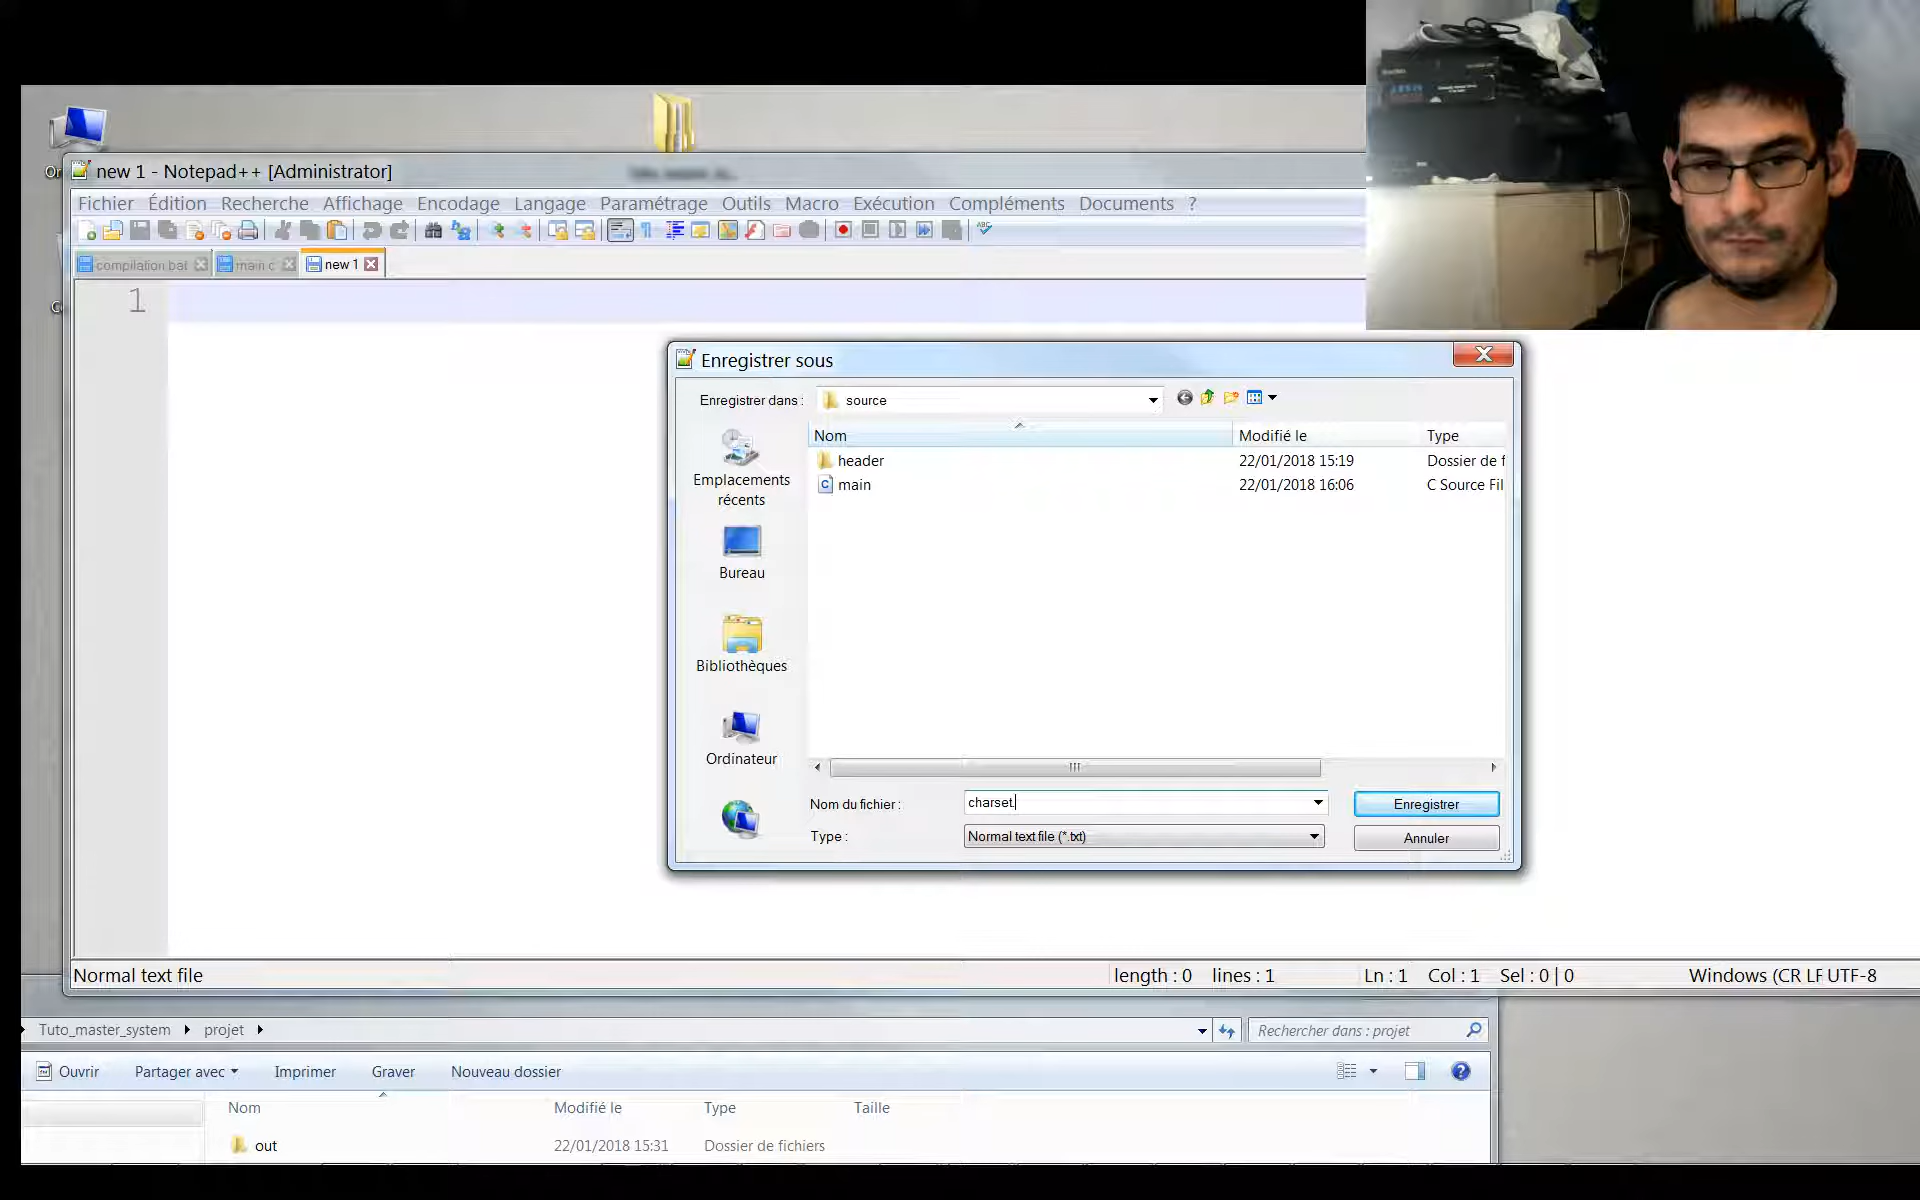 new 1 - Notepad++ [Administrator]
Fichier Édition Recherche Affichage Encodage Langage Paramétrage Outils Macro Exécution Compléments Documents ?
compilation bat main c new 1
1
Enregistrer sous
Enregistrer dans : source
Nom Modifié le Type
header 22/01/2018 15:19 Dossier de f
main 22/01/2018 16:06 C Source Fil
Emplacements
récents
Bureau
Bibliothèques
Ordinateur
Nom du fichier : charset. Enregistrer
Type : Normal text file (*.txt) Annuler
Normal text file length : 0 lines : 1 Ln : 1 Col : 1 Sel : 0 | 0 Windows (CR LF UTF-8
Tuto_master_system projet Rechercher dans : projet
Ouvrir Partager avec Imprimer Graver Nouveau dossier
Nom Modifié le Type Taille
out 22/01/2018 15:31 Dossier de fichiers